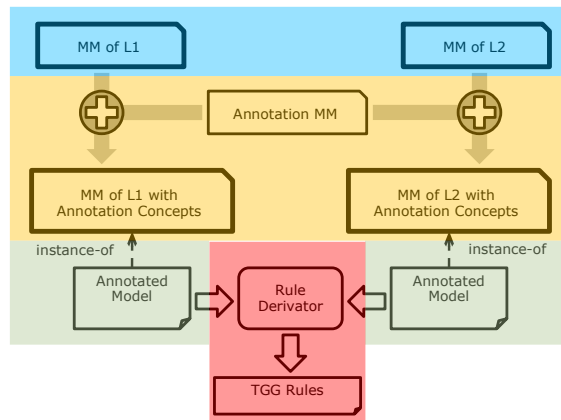 MM of L1
MM of L2
Annotation MM
MM of L1 with
Annotation Concepts
MM of L2 with
Annotation Concepts
instance-of
instance-of
Annotated
Model
Rule
Derivator
Annotated
Model
TGG Rules